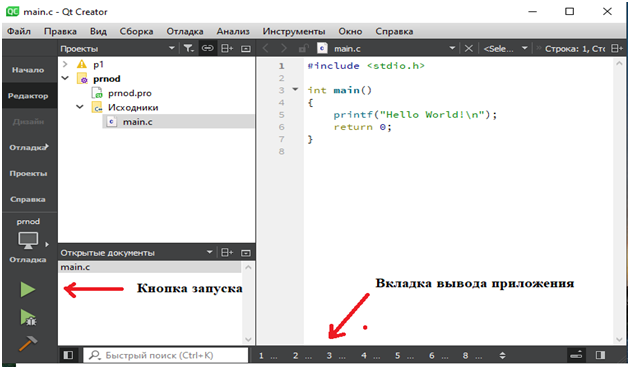 QC main.c - Qt Creator
Файл Правка Вид Сборка Отладка Анализ Инструменты Окно Справка
Проекты
main.c
<Sele...
Строка: 1, Сто
Начало
Редактор
Дизайн
Отладка
Проекты
Справка
prnod
Отладка
p1
prnod
prnod.pro
Исходники
main.c
1 #include <stdio.h>
2
3 int main()
4 {
5 printf("Hello World!\n");
6 return 0;
7 }
8
Открытые документы
main.c
Кнопка запуска
Вкладка вывода приложения
Быстрый поиск (Ctrl+K)
1 ... 2 ... 3 ... 4 ... 5 ... 6 ... 8 ...